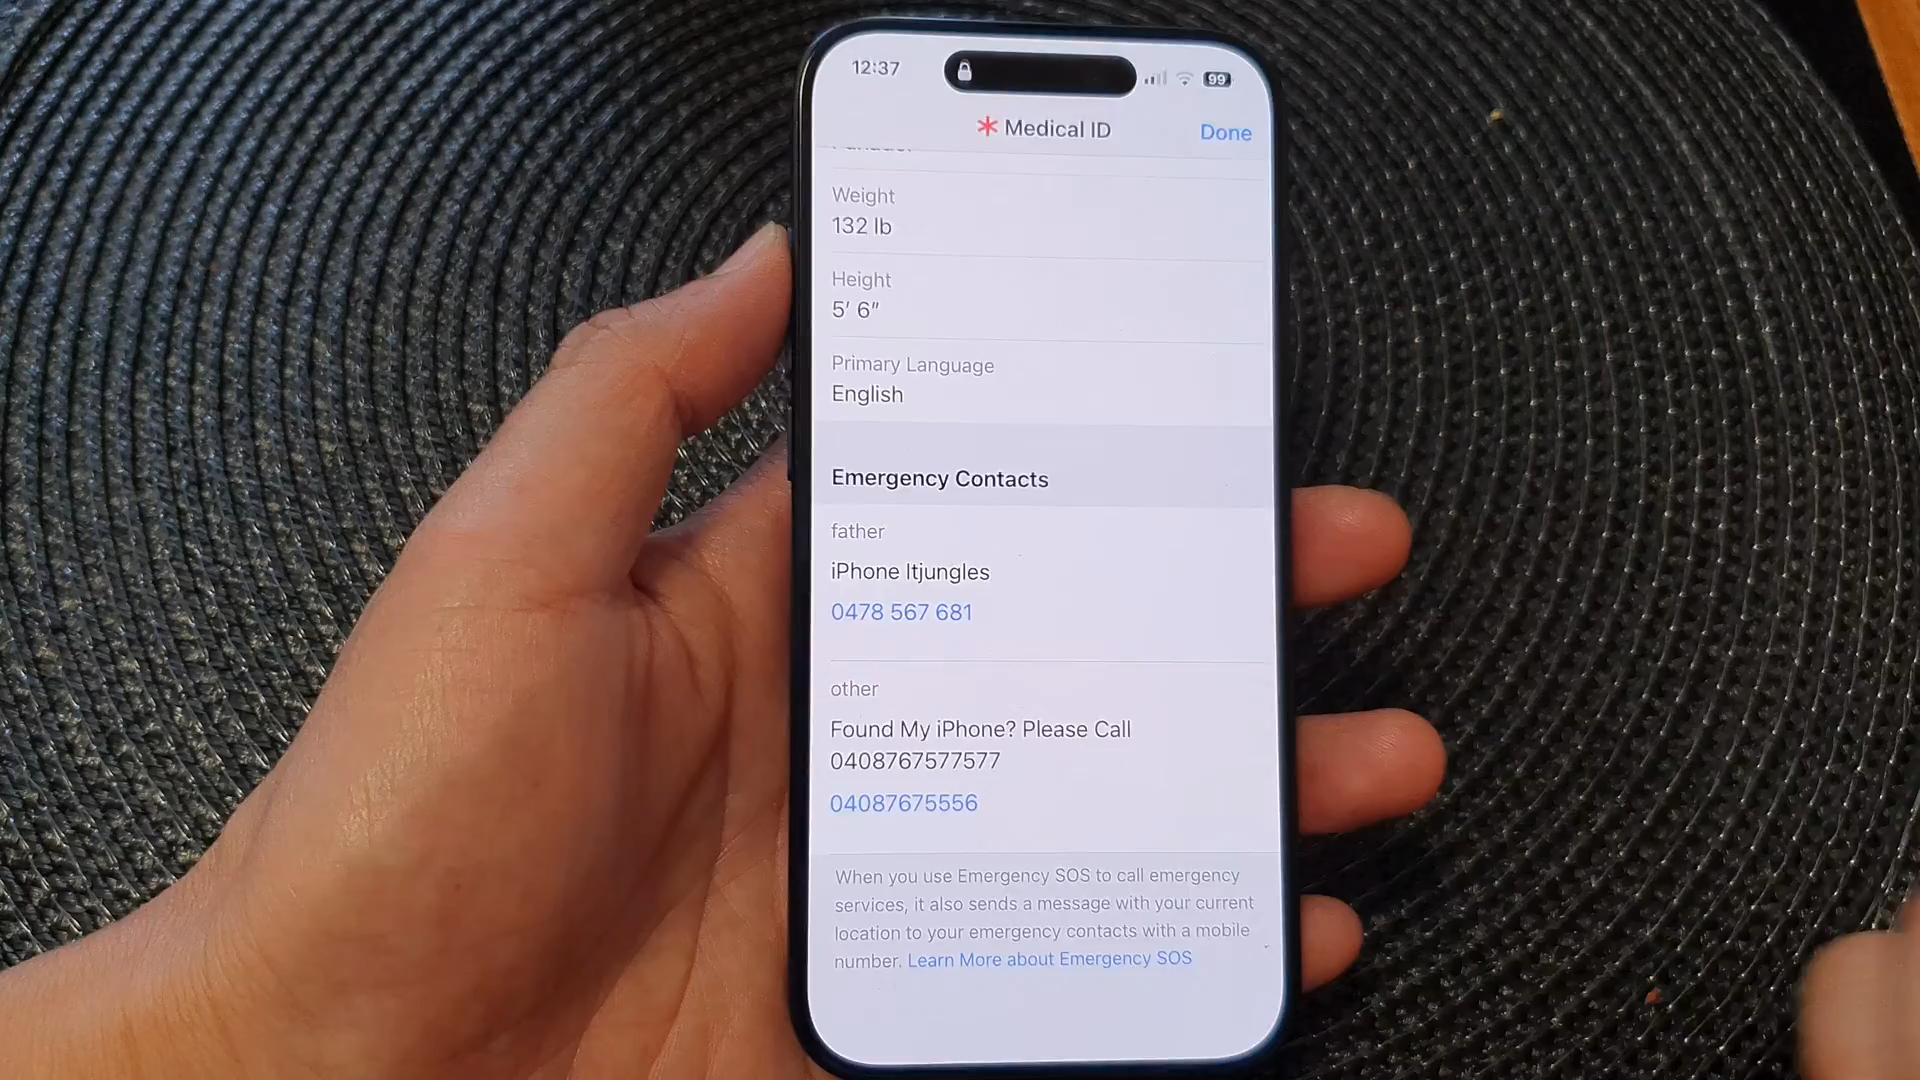 12:37
99
Medical ID
Done
Weight
132 lb
Height
5′ 6″
Primary Language
English
Emergency Contacts
father
iPhone Itjungles
0478 567 681
other
Found My iPhone? Please Call
0408767577577
04087675556
When you use Emergency SOS to call emergency
services, it also sends a message with your current
location to your emergency contacts with a mobile
number. Learn More about Emergency SOS